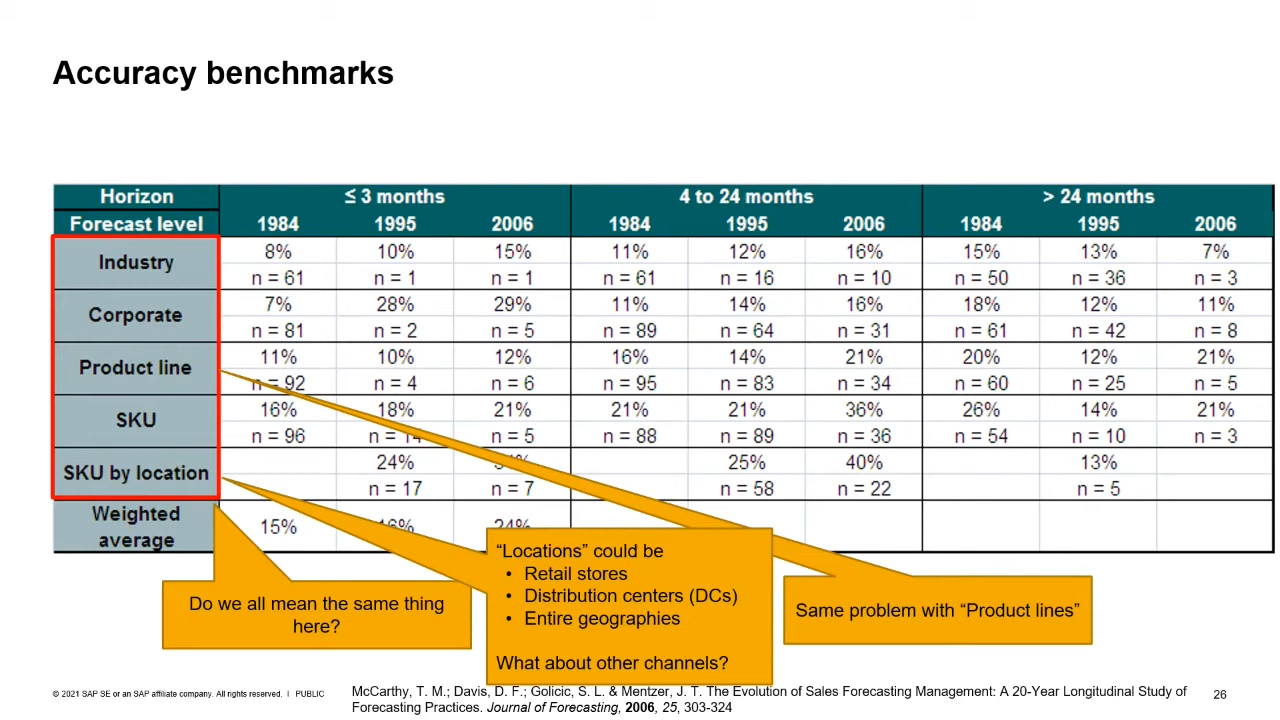 Accuracy benchmarks
Horizon ≤ 3 months 4 to 24 months > 24 months
Forecast level 1984 1995 2006 1984 1995 2006 1984 1995 2006
Industry 8% 10% 15% 11% 12% 16% 15% 13% 7%
n = 61 n = 1 n = 1 n = 61 n = 16 n = 10 n = 50 n = 36 n = 3
Corporate 7% 28% 29% 11% 14% 16% 18% 12% 11%
n = 81 n = 2 n = 5 n = 89 n = 64 n = 31 n = 61 n = 42 n = 8
Product line 11% 10% 12% 16% 14% 21% 20% 12% 21%
n = 92 n = 4 n = 6 n = 95 n = 83 n = 34 n = 60 n = 25 n = 5
SKU 16% 18% 21% 21% 21% 36% 26% 14% 21%
n = 96 n = 14 n = 5 n = 88 n = 89 n = 36 n = 54 n = 10 n = 3
SKU by location 24% 25% 40% 13%
n = 17 n = 7 n = 58 n = 22 n = 5
Weighted
average
15% 16% 24%
Do we all mean the same thing
here?
“Locations” could be
• Retail stores
• Distribution centers (DCs)
• Entire geographies
What about other channels?
Same problem with “Product lines”
© 2021 SAP SE or an SAP affiliate company. All rights reserved. I PUBLIC
McCarthy, T. M.; Davis, D. F.; Golicic, S. L. & Mentzer, J. T. The Evolution of Sales Forecasting Management: A 20-Year Longitudinal Study of
Forecasting Practices. Journal of Forecasting, 2006, 25, 303-324
26